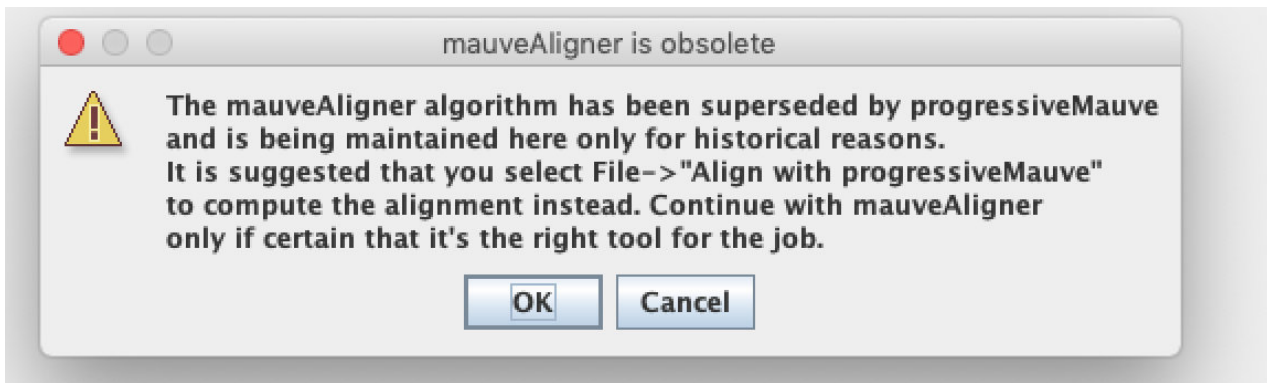 mauveAligner is obsolete
The mauveAligner algorithm has been superseded by progressiveMauve
and is being maintained here only for historical reasons.
It is suggested that you select File->"Align with progressiveMauve"
to compute the alignment instead. Continue with mauveAligner
only if certain that it's the right tool for the job.
OK Cancel